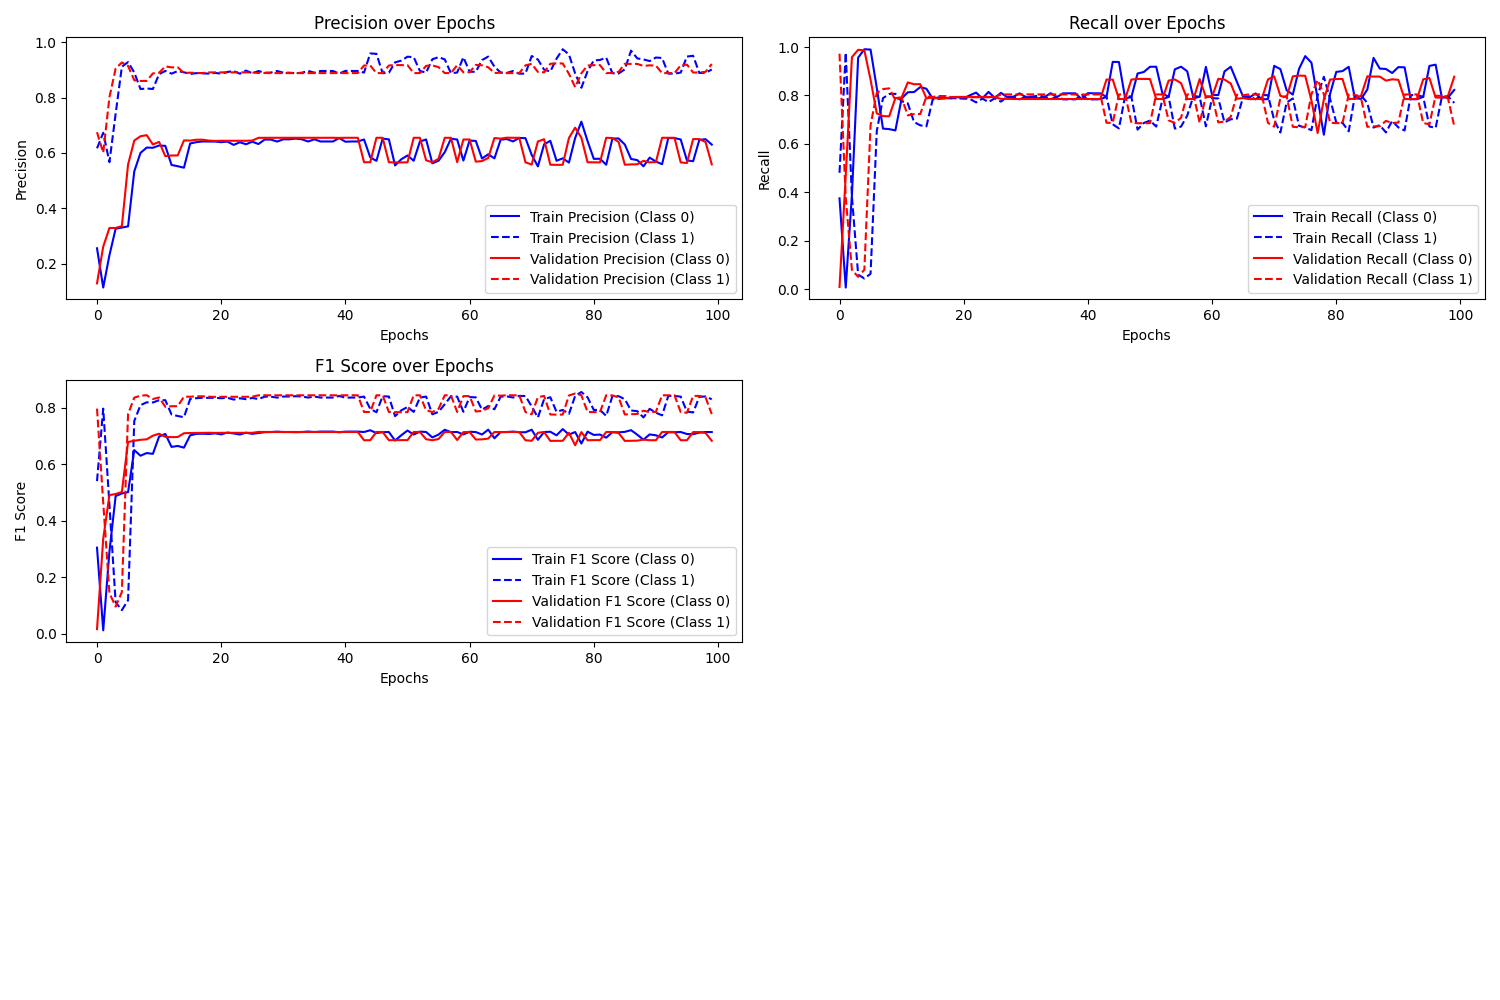 Precision over Epochs
1.0
0.8
0.6
0.4
0.2
Precision
0 20 40 60 80 100
Epochs
Train Precision (Class 0)
Train Precision (Class 1)
Validation Precision (Class 0)
Validation Precision (Class 1)
Recall over Epochs
1.0
0.8
0.6
0.4
0.2
0.0
Recall
0 20 40 60 80 100
Epochs
Train Recall (Class 0)
Train Recall (Class 1)
Validation Recall (Class 0)
Validation Recall (Class 1)
F1 Score over Epochs
0.8
0.6
0.4
0.2
0.0
F1 Score
0 20 40 60 80 100
Epochs
Train F1 Score (Class 0)
Train F1 Score (Class 1)
Validation F1 Score (Class 0)
Validation F1 Score (Class 1)